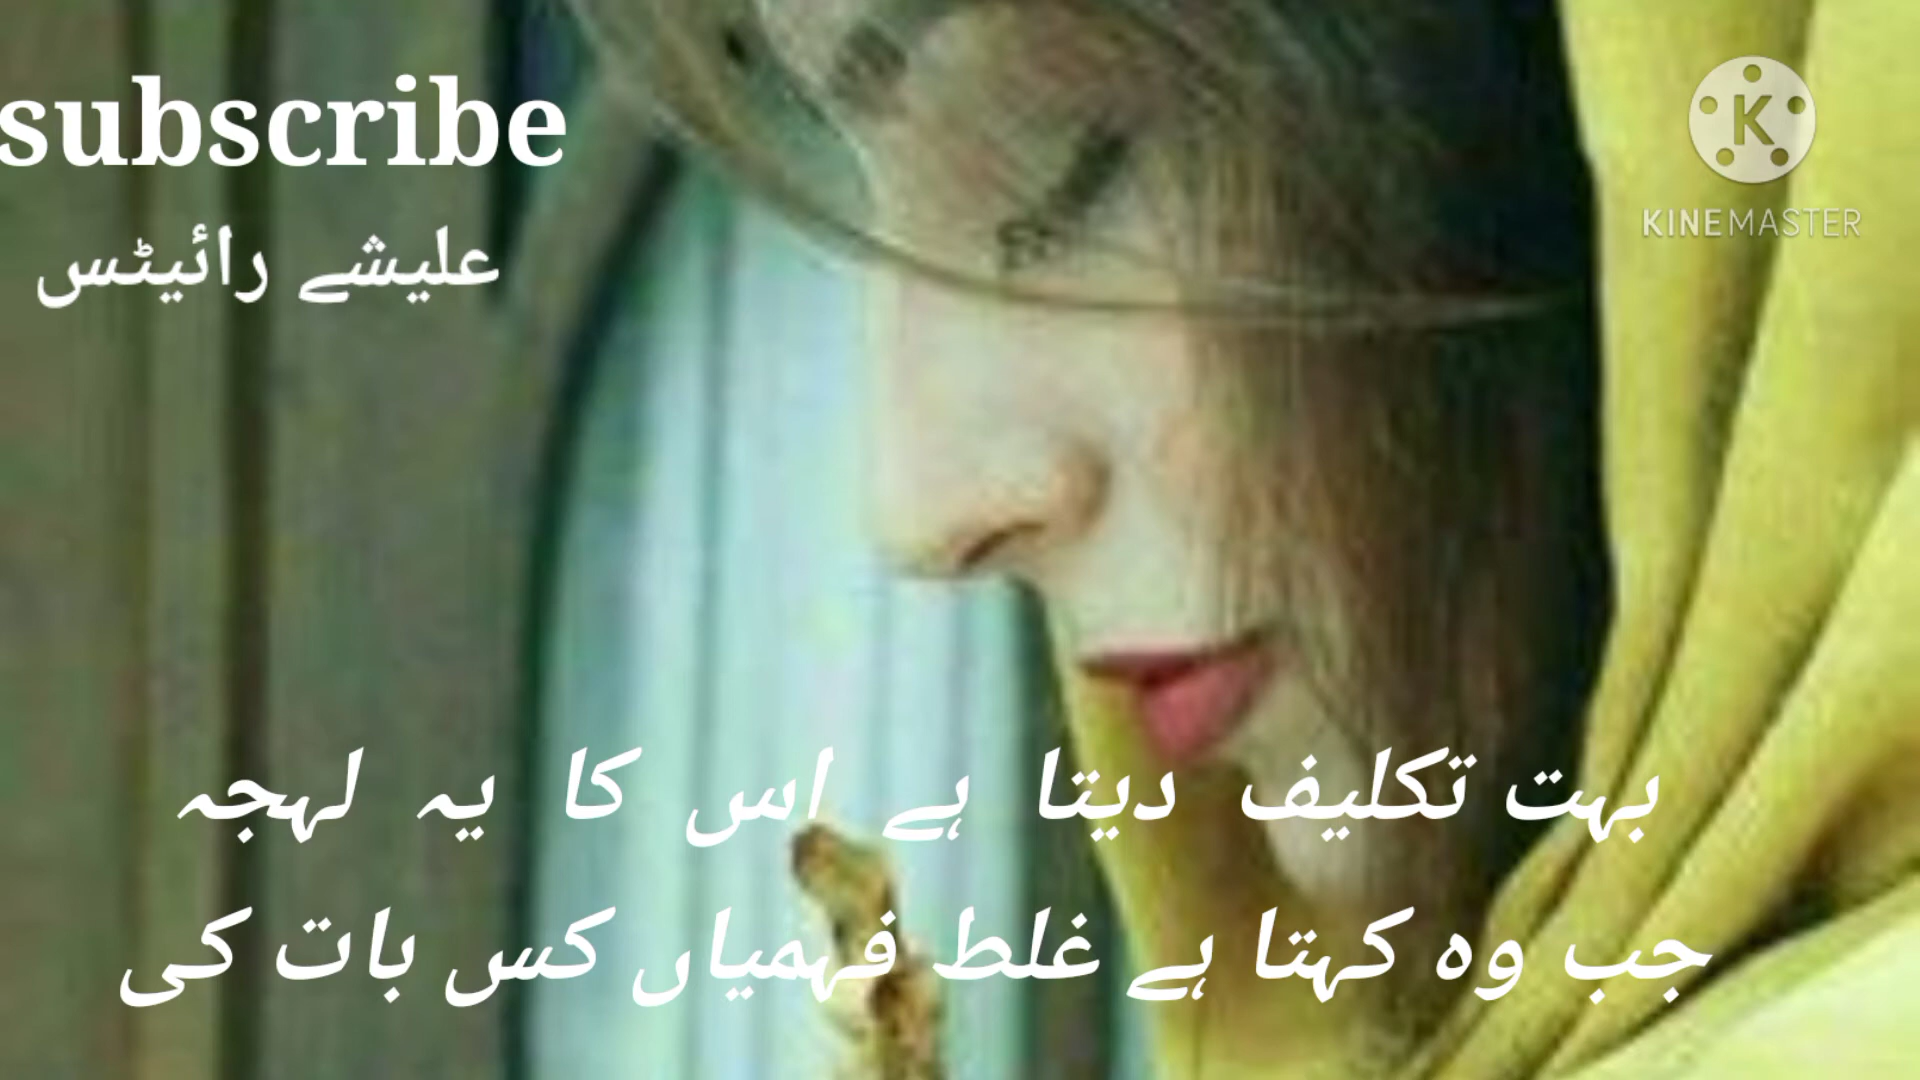 subscribe
علیشے رائیٹس
KINEMASTER
بہت تکلیف دیتا ہے اس کا یہ لہجہ
جب وہ کہتا ہے غلط فہمیاں کس بات کی